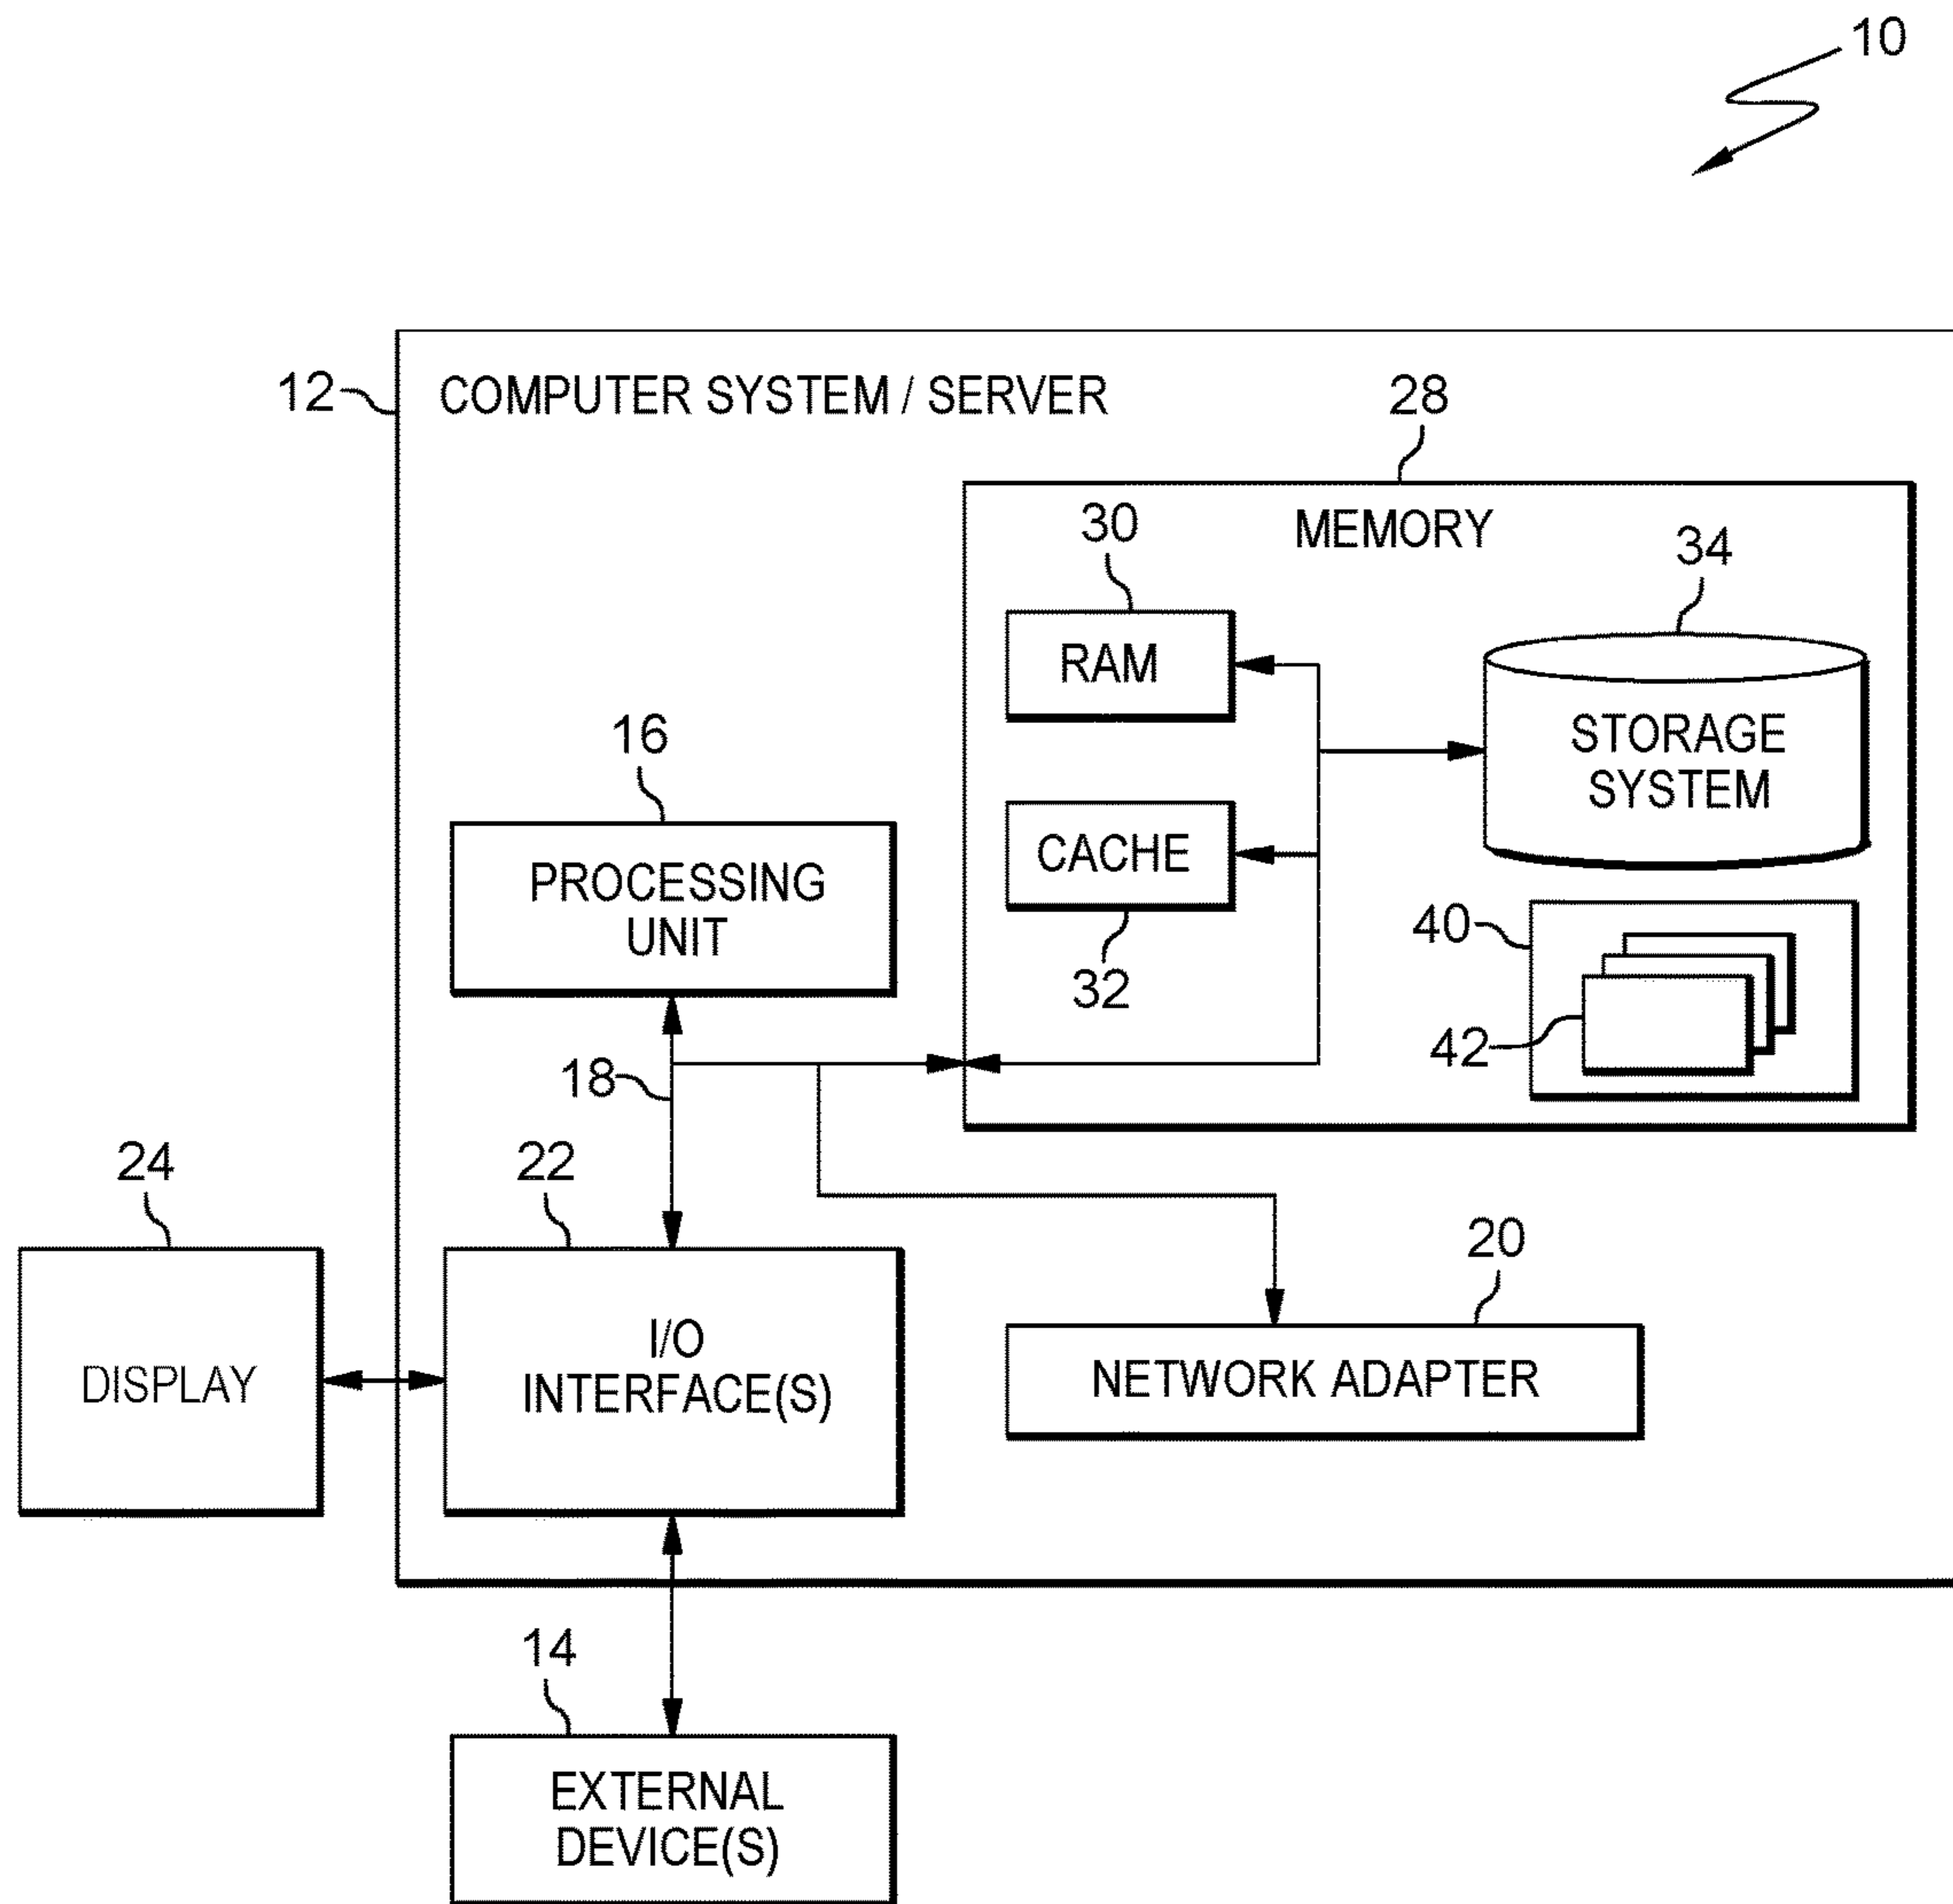 10
12
COMPUTER SYSTEM / SERVER
28
MEMORY
30
RAM
34
STORAGE
SYSTEM
16
PROCESSING
UNIT
CACHE
32
40
42
18
24
DISPLAY
22
I/O
INTERFACE(S)
20
NETWORK ADAPTER
14
EXTERNAL
DEVICE(S)